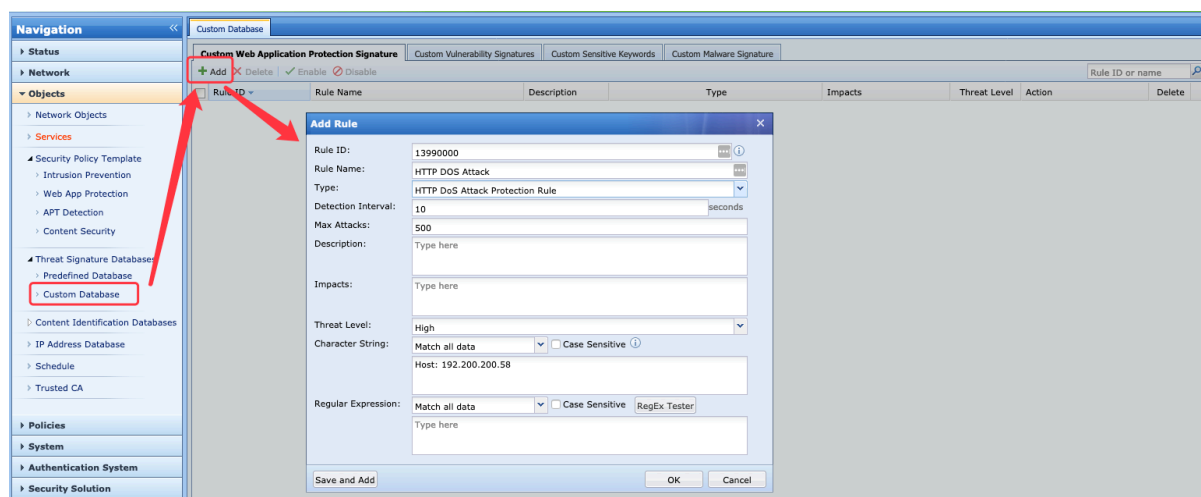 Navigation
Status
Network
Objects
Network Objects
Services
Security Policy Template
Intrusion Prevention
Web App Protection
APT Detection
Content Security
Threat Signature Databases
Predefined Database
Custom Database
Content Identification Databases
IP Address Database
Schedule
Trusted CA
Policies
System
Authentication System
Security Solution
Custom Database
Custom Web Application Protection Signature Custom Vulnerability Signatures Custom Sensitive Keywords Custom Malware Signature
Add Delete Enable Disable Rule ID or name
Rule ID Rule Name Description Type Impacts Threat Level Action Delete
Add Rule
Rule ID: 13990000
Rule Name: HTTP DOS Attack
Type: HTTP DoS Attack Protection Rule
Detection Interval: 10 seconds
Max Attacks: 500
Description: Type here
Impacts: Type here
Threat Level: High
Character String: Match all data Case Sensitive
Host: 192.200.200.58
Regular Expression: Match all data Case Sensitive RegEx Tester
Type here
Save and Add OK Cancel